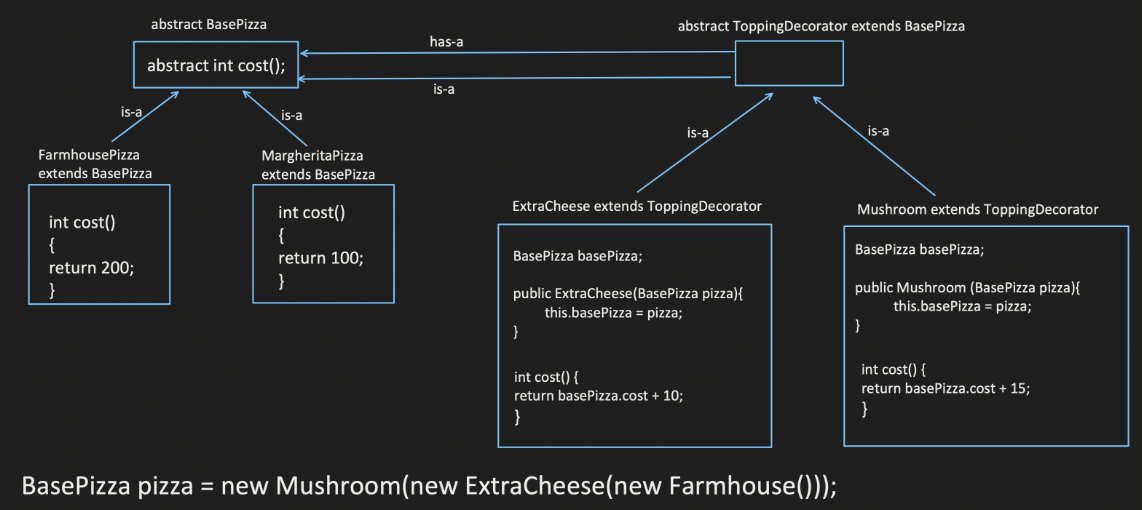 abstract BasePizza
abstract int cost();
has-a
is-a
abstract ToppingDecorator extends BasePizza
is-a
is-a
FarmhousePizza
extends BasePizza
int cost()
{
return 200;
}
MargheritaPizza
extends BasePizza
int cost()
{
return 100;
}
is-a
is-a
ExtraCheese extends ToppingDecorator
BasePizza basePizza;
public ExtraCheese(BasePizza pizza){
this.basePizza = pizza;
}
int cost() {
return basePizza.cost + 10;
}
Mushroom extends ToppingDecorator
BasePizza basePizza;
public Mushroom (BasePizza pizza){
this.basePizza = pizza;
}
int cost() {
return basePizza.cost + 15;
}
BasePizza pizza = new Mushroom(new ExtraCheese(new Farmhouse()));